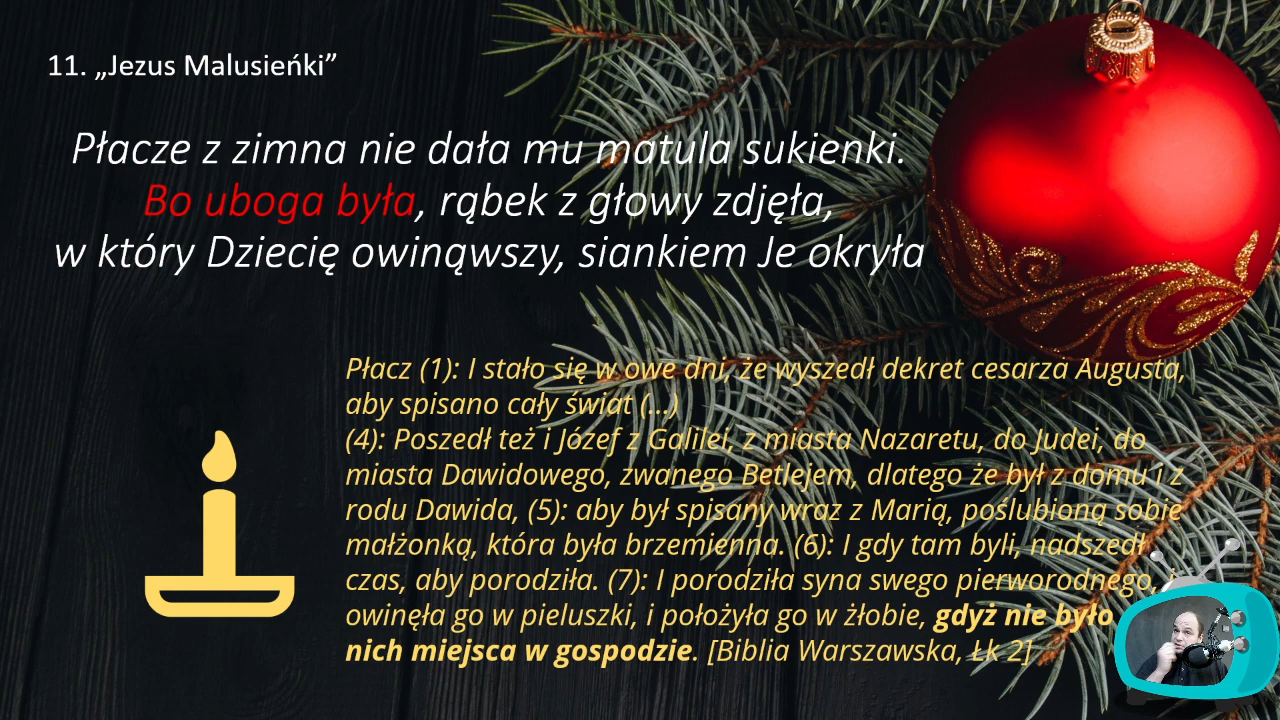 11. „Jezus Malusieńki”
Płacze z zimna nie dała mu matula sukienki.
Bo uboga była, rąbek z głowy zdjęła,
w który Dziecię owinąwszy, siankiem Je okryła
Płacz (1): I stało się w owe dni, że wyszedł dekret cesarza Augusta,
aby spisano cały świat (...)
(4): Poszedł też i Józef z Galilei, z miasta Nazaretu, do Judei, do
miasta Dawidowego, zwanego Betlejem, dlatego że był z domu i z
rodu Dawida, (5): aby był spisany wraz z Marią, poślubioną sobie
małżonką, która była brzemienna. (6): I gdy tam byli, nadszedł
czas, aby porodziła. (7): I porodziła syna swego pierworodnego, i
owinęła go w pieluszki, i położyła go w żłobie, gdyż nie było
nich miejsca w gospodzie. [Biblia Warszawska, Łk 2]